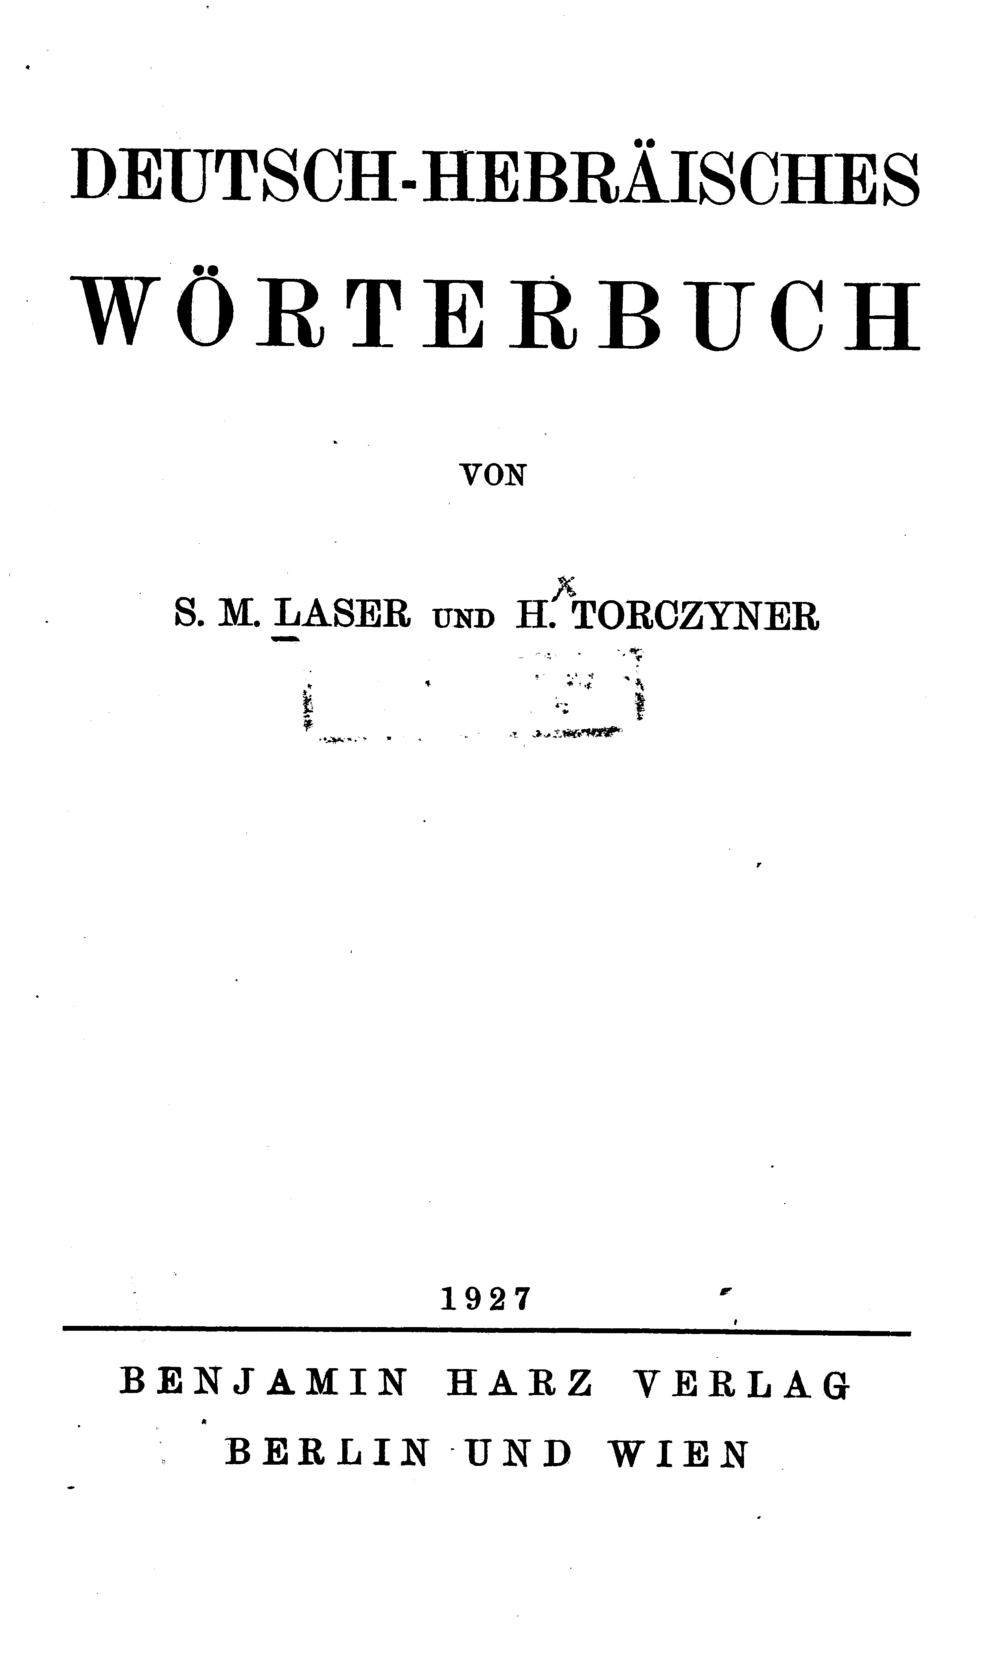 DEUTSCH-HEBRÄISCHES
WÖRTERBUCH
VON
S. M. LASER UND H. TORCZYNER
1927
BENJAMIN HARZ VERLAG
BERLIN UND WIEN